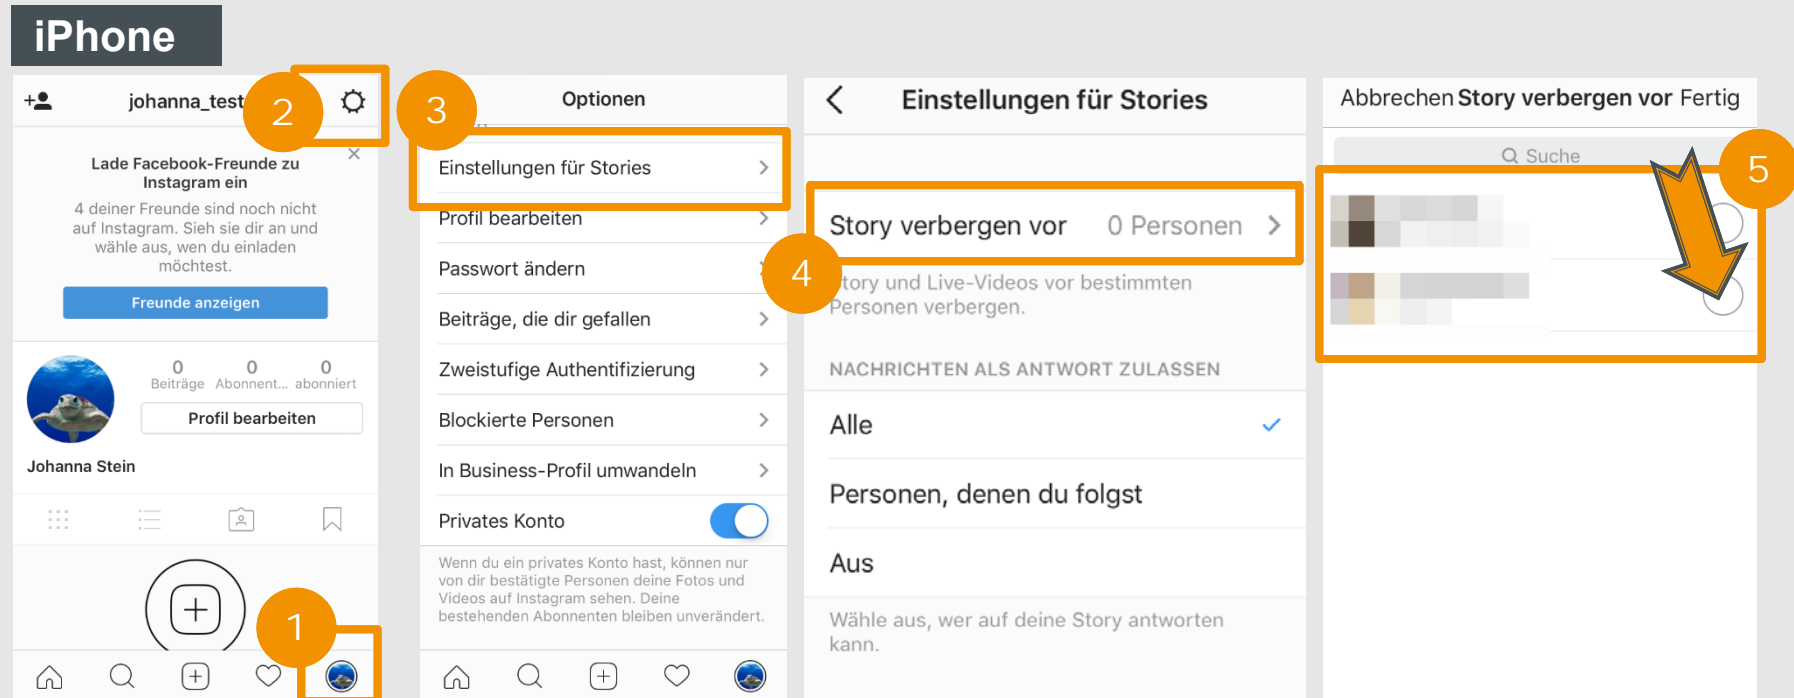 iPhone
johanna_test
2
Lade Facebook-Freunde zu
Instagram ein
4 deiner Freunde sind noch nicht
auf Instagram. Sieh sie dir an und
wähle aus, wen du einladen
möchtest.
Freunde anzeigen
0 0 0
Beiträge Abonnent... abonniert
Profil bearbeiten
Johanna Stein
1
3
Optionen
Einstellungen für Stories
Profil bearbeiten
Passwort ändern
Beiträge, die dir gefallen
Zweistufige Authentifizierung
Blockierte Personen
In Business-Profil umwandeln
Privates Konto
Wenn du ein privates Konto hast, können nur
von dir bestätigte Personen deine Fotos und
Videos auf Instagram sehen. Deine
bestehenden Abonnenten bleiben unverändert.
Einstellungen für Stories
Story verbergen vor 0 Personen
4
Story und Live-Videos vor bestimmten
Personen verbergen.
NACHRICHTEN ALS ANTWORT ZULASSEN
Alle
Personen, denen du folgst
Aus
Wähle aus, wer auf deine Story antworten
kann.
Abbrechen Story verbergen vor Fertig
Suche
5